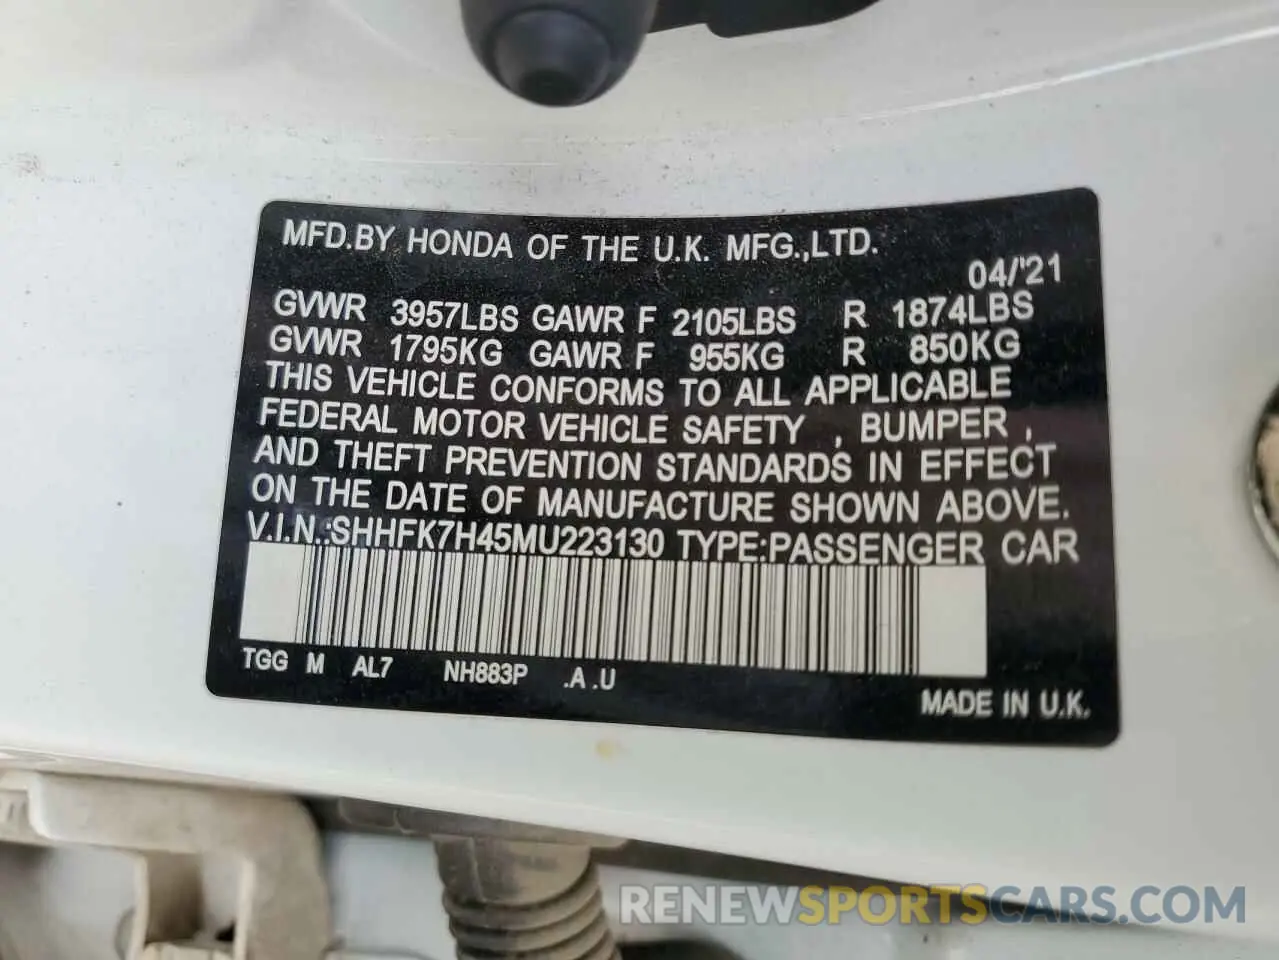 MFD.BY HONDA OF THE U.K. MFG.,LTD.
04/'21
GVWR 3957LBS GAWR F 2105LBS R 1874LBS
GVWR 1795KG GAWR F 955KG R 850KG
THIS VEHICLE CONFORMS TO ALL APPLICABLE
FEDERAL MOTOR VEHICLE SAFETY , BUMPER ,
AND THEFT PREVENTION STANDARDS IN EFFECT
ON THE DATE OF MANUFACTURE SHOWN ABOVE.
V.I.N.:SHHFK7H45MU223130 TYPE:PASSENGER CAR
TGG M AL7 NH883P .A .U
MADE IN U.K.
RENEWSPORTSCARS.COM